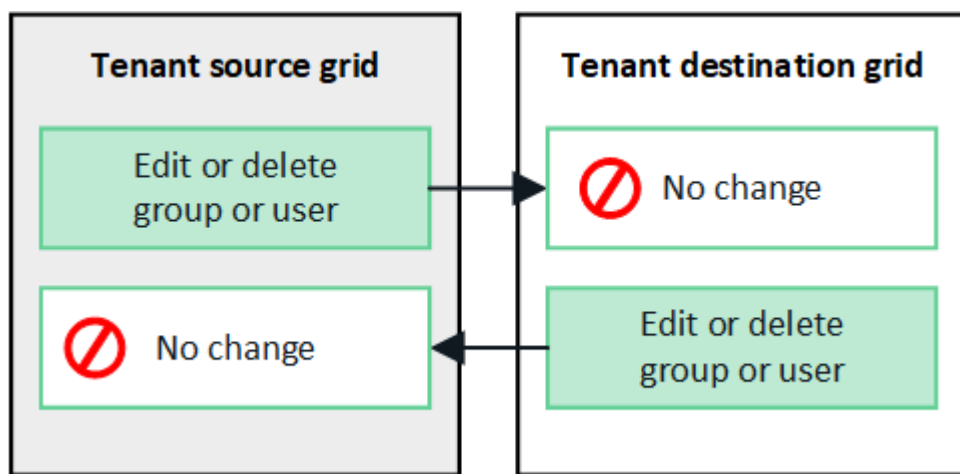 Tenant source grid
Edit or delete
group or user
No change
Tenant destination grid
No change
Edit or delete
group or user